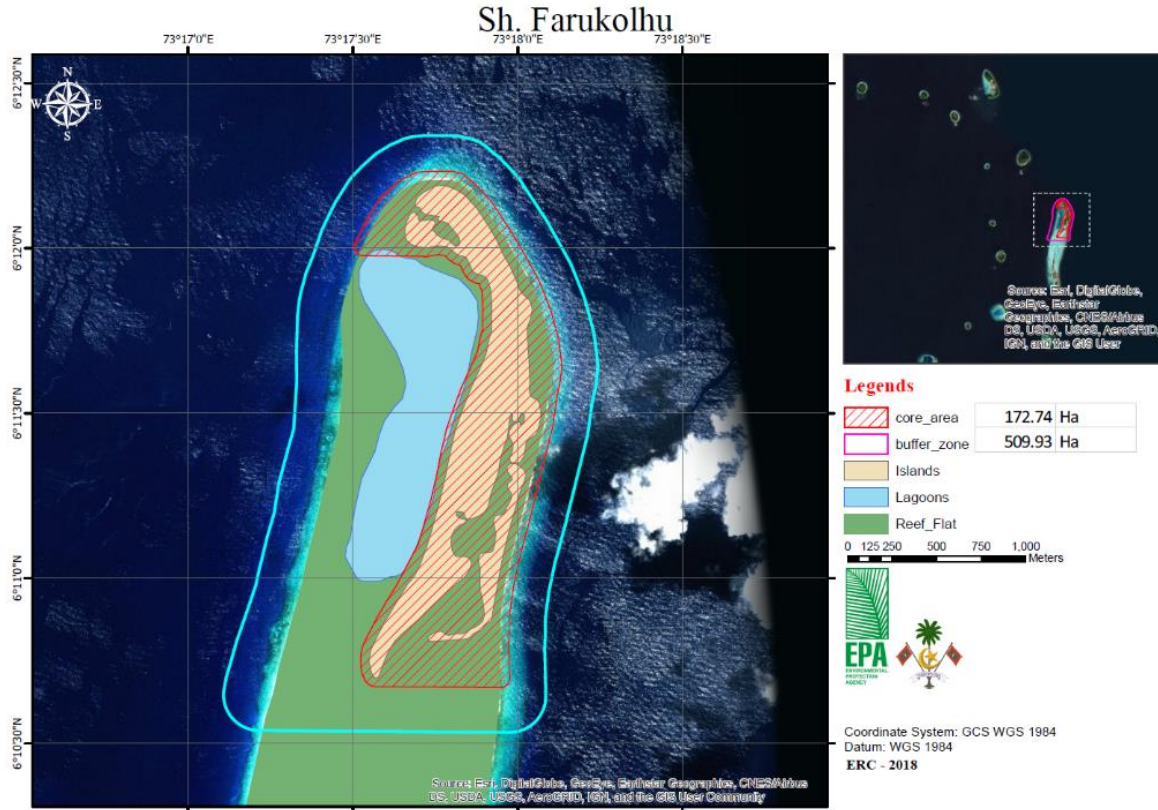 Sh. Farukolhu
73°17'0"E
73°17'30"E
73°18'0"E
73°18'30"E
6°12'30"N
6°12'0"N
6°11'30"N
6°11'0"N
6°10'30"N
N
W E
S
Source: Esri, DigitalGlobe, GeoEye, Earthstar Geographics, CNES/Airbus
DS, USDA, USGS, AeroGRID, IGN, and the GIS User Community
Source: Esri, DigitalGlobe,
GeoEye, Earthstar
Geographics, CNES/Airbus
DS, USDA, USGS, AeroGRID,
IGN, and the GIS User
Legends
core_area 172.74 Ha
buffer_zone 509.93 Ha
Islands
Lagoons
Reef_Flat
0 125 250 500 750 1,000
Meters
EPA
ENVIRONMENTAL
PROTECTION
AGENCY
Coordinate System: GCS WGS 1984
Datum: WGS 1984
ERC - 2018